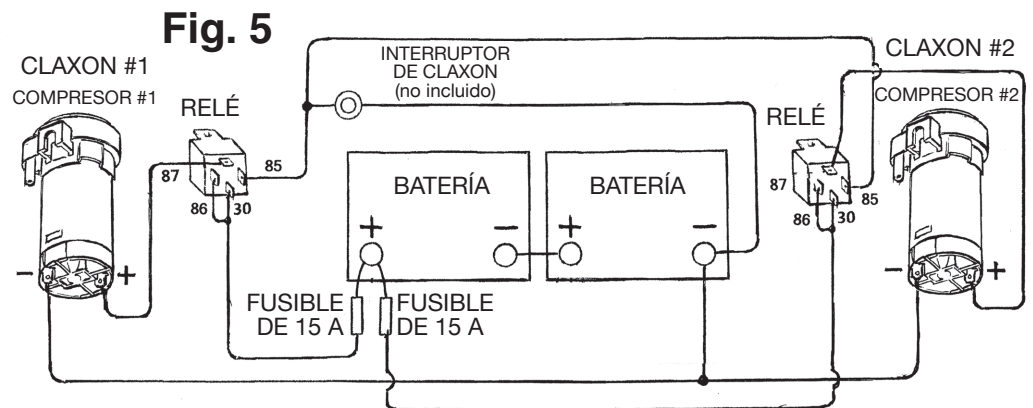 Fig. 5
CLAXON #1
COMPRESOR #1
RELÉ
87
85
86
30
INTERRUPTOR
DE CLAXON
(no incluido)
BATERÍA
+
-
BATERÍA
+
-
RELÉ
87
85
86
30
CLAXON #2
COMPRESOR #2
-
+
FUSIBLE
DE 15 A
FUSIBLE
DE 15 A
-
+